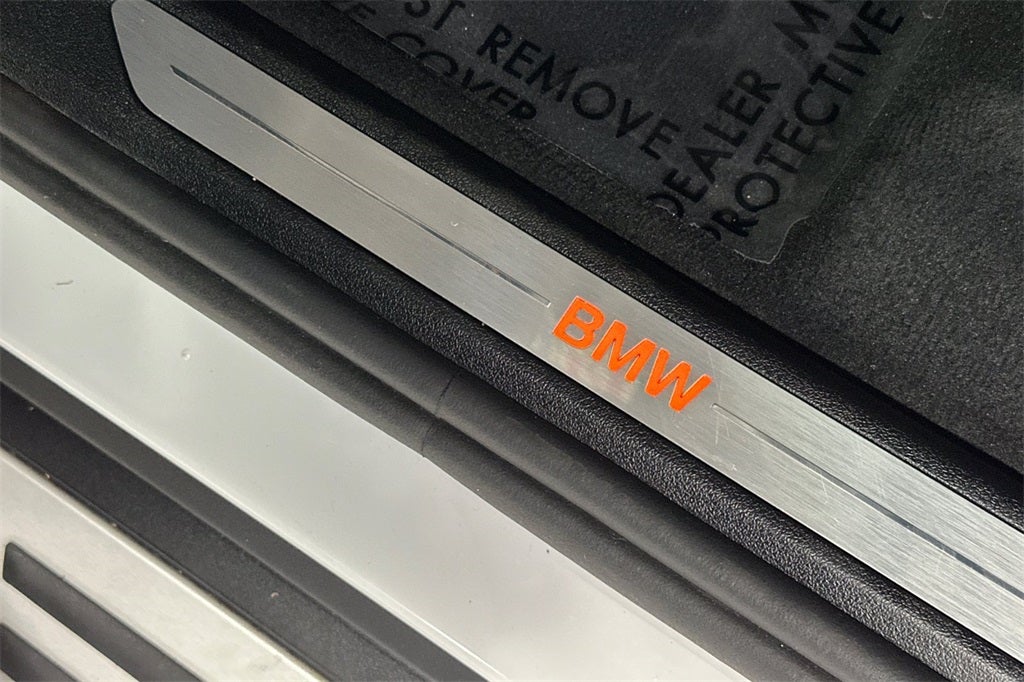 ST REMOVE
COVER
DEALER M
PROTECTIVE
BMW